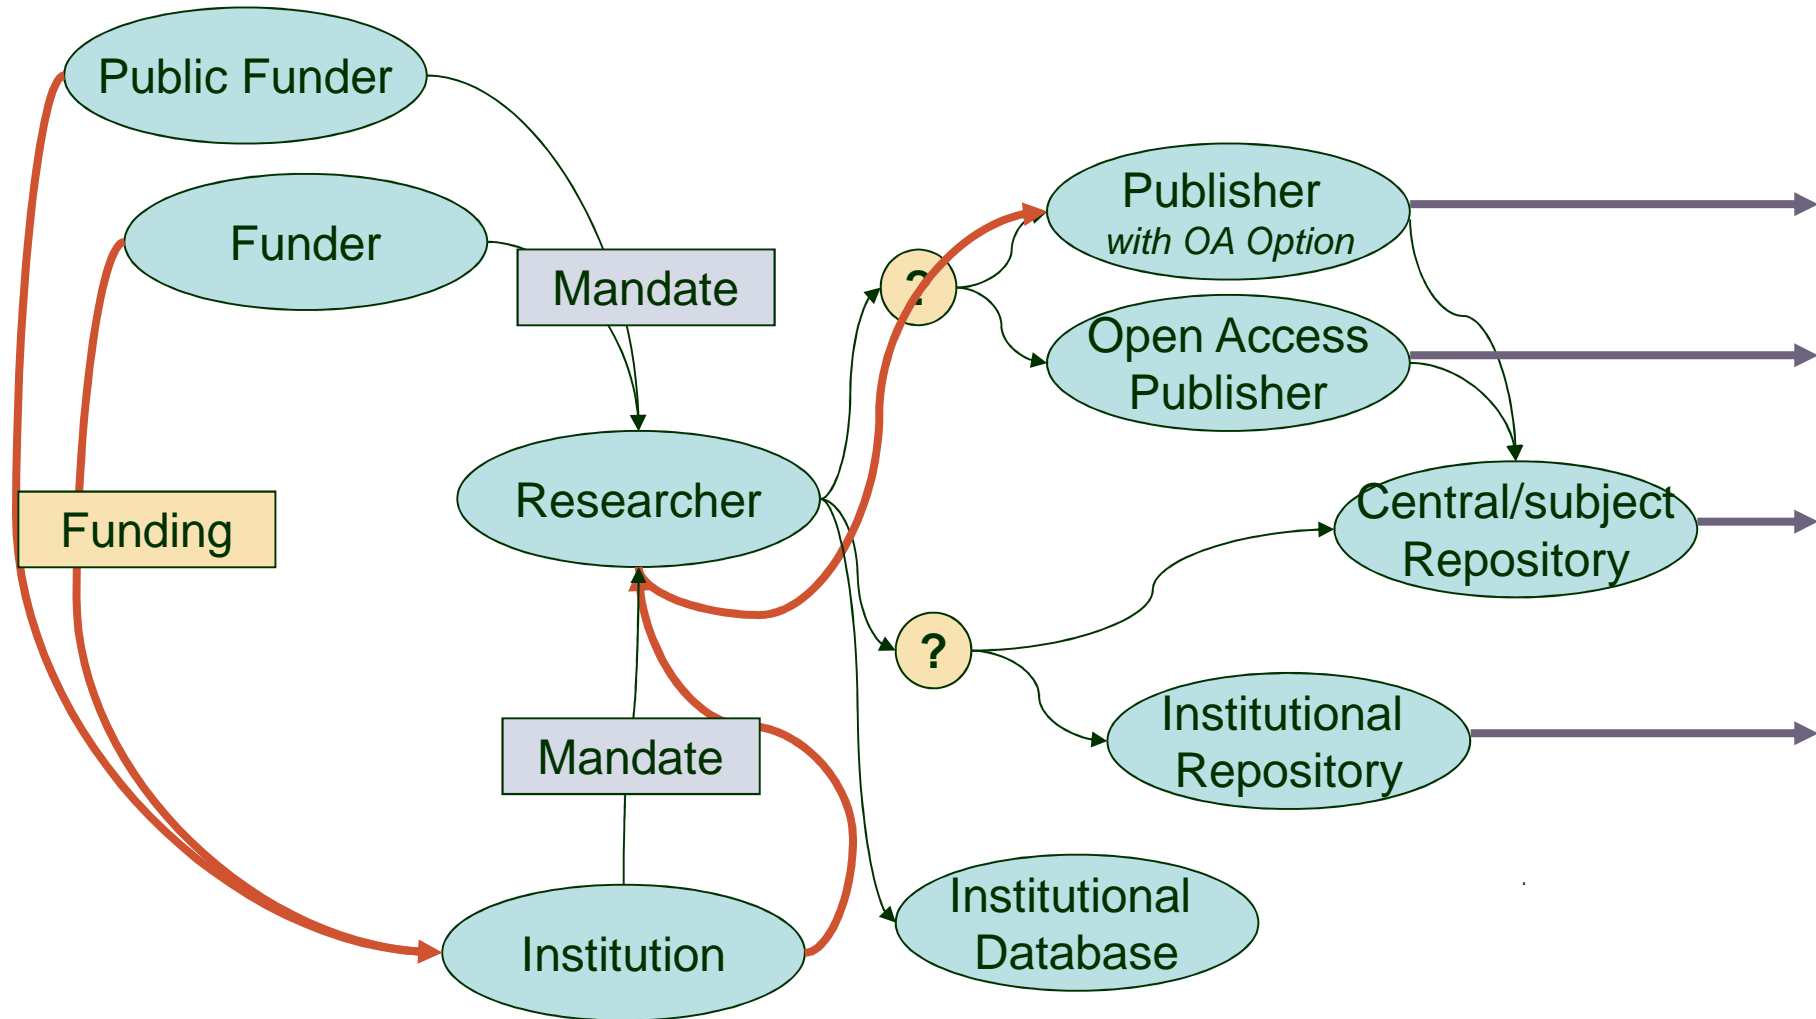 Public Funder
Funder
Mandate
Publisher
with OA Option
?
Open Access
Publisher
Researcher
Funding
Central/subject
Repository
?
Institutional
Repository
Mandate
Institutional
Database
Institution